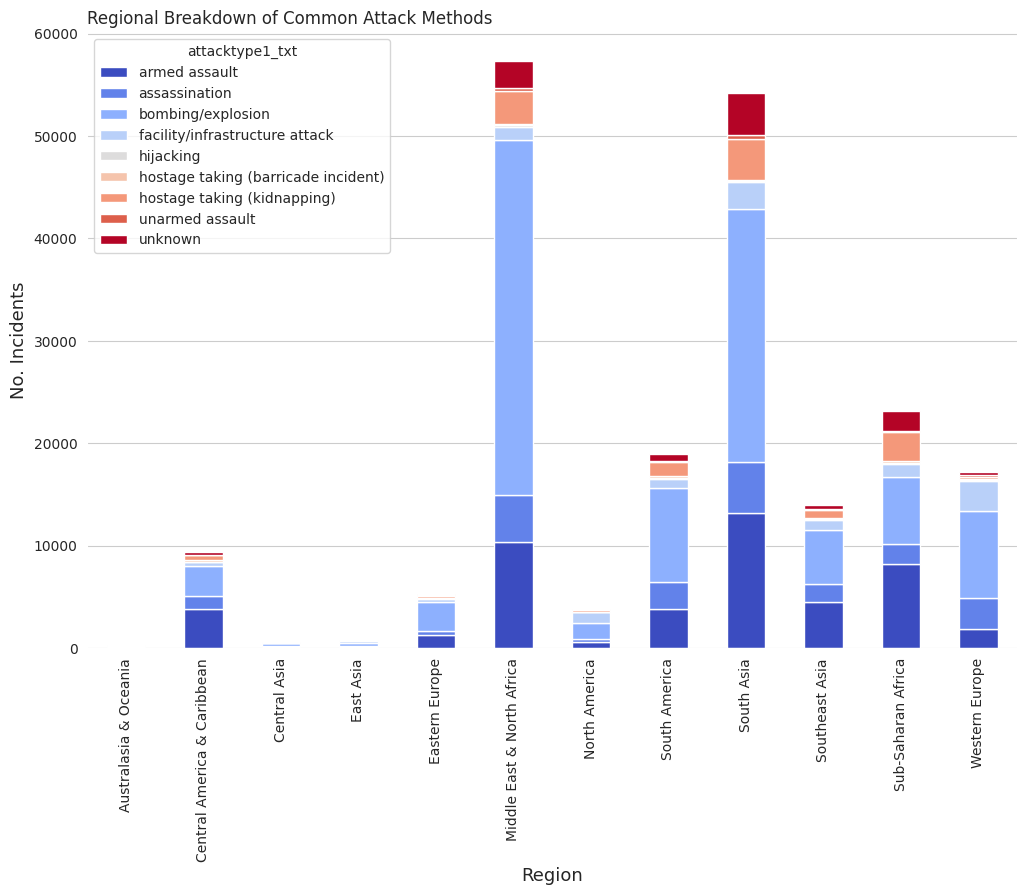 Regional Breakdown of Common Attack Methods
60000
50000
40000
30000
20000
10000
0
No. Incidents
attacktype1_txt
armed assault
assassination
bombing/explosion
facility/infrastructure attack
hijacking
hostage taking (barricade incident)
hostage taking (kidnapping)
unarmed assault
unknown
Australasia & Oceania
Central America & Caribbean
Central Asia
East Asia
Eastern Europe
Middle East & North Africa
North America
South America
South Asia
Southeast Asia
Sub-Saharan Africa
Western Europe
Region